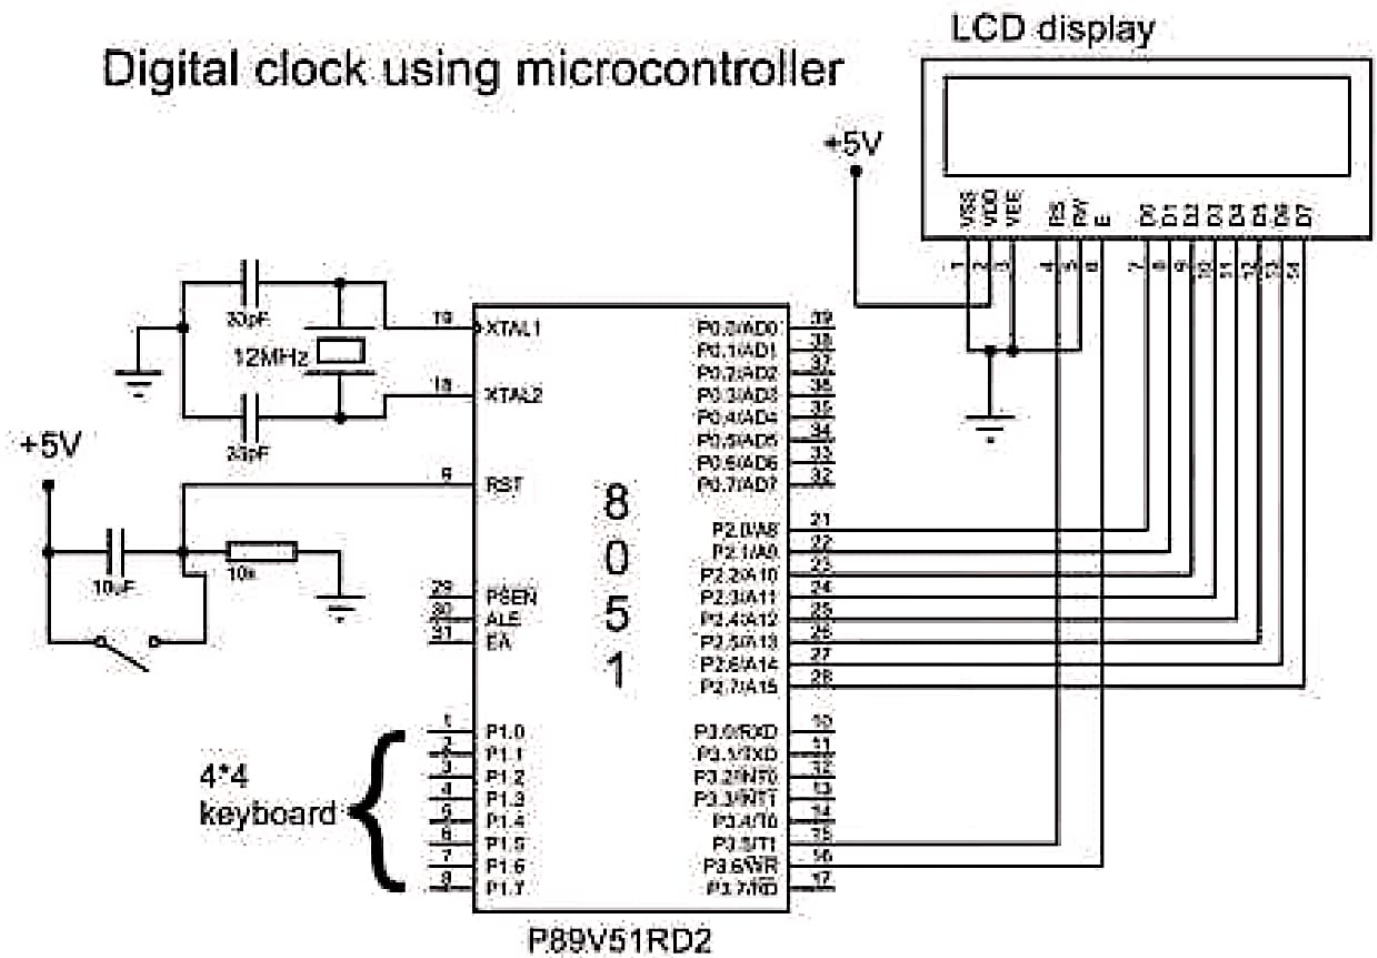 LCD display
Digital clock using microcontroller
+5V
VSS VDD VEE RS RW E D0 D1 D2 D3 D4 D5 D6 D7
1 2 3 4 5 6 7 8 9 10 11 12 13 14
33pF
12MHz
33pF
+5V
10uF
10k
19 XTAL1
18 XTAL2
9 RST
29 PSEN
30 ALE
31 EA
8
0
5
1
P0.0/AD0 39
P0.1/AD1 38
P0.2/AD2 37
P0.3/AD3 36
P0.4/AD4 35
P0.5/AD5 34
P0.6/AD6 33
P0.7/AD7 32
P2.0/A8 21
P2.1/A9 22
P2.2/A10 23
P2.3/A11 24
P2.4/A12 25
P2.5/A13 26
P2.6/A14 27
P2.7/A15 28
4*4
keyboard
1 P1.0
2 P1.1
3 P1.2
4 P1.3
5 P1.4
6 P1.5
7 P1.6
8 P1.7
P3.0/RXD 10
P3.1/TXD 11
P3.2/INT0 12
P3.3/INT1 13
P3.4/T0 14
P3.5/T1 15
P3.6/WR 16
P3.7/RD 17
P89V51RD2